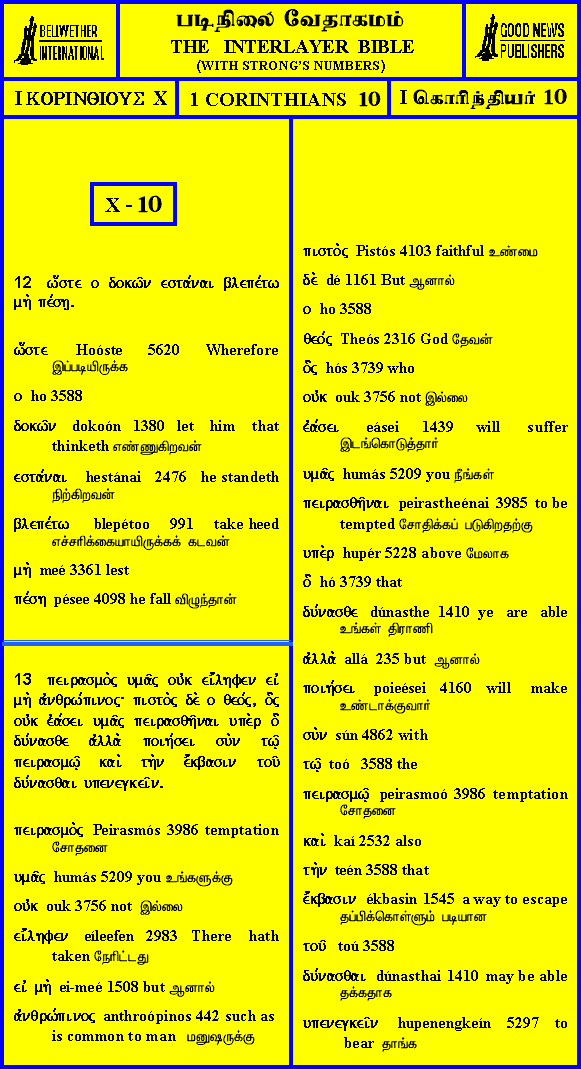 BELLWETHER
INTERNATIONAL
படிநிலை வேதாகமம்
THE INTERLAYER BIBLE
(WITH STRONG'S NUMBERS)
GOOD NEWS
PUBLISHERS
I ΚΟΡΙΝΘΙΟΥΣ X
1 CORINTHIANS 10
I கொரிந்தியர் 10
X - 10
12 ὥστε ο δοκῶν εστάναι βλεπέτω
μὴ πέσῃ.
ὥστε Hoóste 5620 Wherefore
இப்படியிருக்க
ο ho 3588
δοκῶν dokoón 1380 let him that
thinketh எண்ணுகிறவன்
εστάναι hestánai 2476 he standeth
நிற்கிறவன்
βλεπέτω blepétoo 991 take heed
எச்சரிக்கையாயிருக்கக் கடவன்
μὴ meé 3361 lest
πέσῃ pésee 4098 he fall விழுந்தான்
13 πειρασμὸς υμᾶς οὐκ εἴληφεν εἰ
μὴ ἀνθρώπινος· πιστὸς δὲ ο θεός, ὃς
οὐκ ἐάσει υμᾶς πειρασθῆναι υπὲρ ὃ
δύνασθε ἀλλὰ ποιήσει σὺν τῷ
πειρασμῷ καὶ τὴν ἔκβασιν τοῦ
δύνασθαι υπενεγκεῖν.
πειρασμὸς Peirasmós 3986 temptation
சோதனை
υμᾶς humás 5209 you உங்களுக்கு
οὐκ ouk 3756 not இல்லை
εἴληφεν eíleefen 2983 There hath
taken நேரிட்டது
εἰ μὴ ei-meé 1508 but ஆனால்
ἀνθρώπινος anthroópinos 442 such as
is common to man மனுஷருக்கு
πιστὸς Pistós 4103 faithful உண்மை
δὲ dé 1161 But ஆனால்
ο ho 3588
θεός Theós 2316 God தேவன்
ὃς hós 3739 who
οὐκ ouk 3756 not இல்லை
ἐάσει eásei 1439 will suffer
இடங்கொடுத்தார்
υμᾶς humás 5209 you நீங்கள்
πειρασθῆναι peirastheénai 3985 to be
tempted சோதிக்கப் படுகிறதற்கு
υπὲρ hupér 5228 above மேலாக
ὃ hó 3739 that
δύνασθε dúnasthe 1410 ye are able
உங்கள் திராணி
ἀλλὰ allá 235 but ஆனால்
ποιήσει poieései 4160 will make
உண்டாக்குவார்
σὺν sún 4862 with
τῷ toó 3588 the
πειρασμῷ peirasmoó 3986 temptation
சோதனை
καὶ kaí 2532 also
τὴν teén 3588 that
ἔκβασιν ékbasin 1545 a way to escape
தப்பிக்கொள்ளும் படியான
τοῦ toú 3588
δύνασθαι dúnasthai 1410 may be able
தக்கதாக
υπενεγκεῖν hupenengkeín 5297 to
bear தாங்க